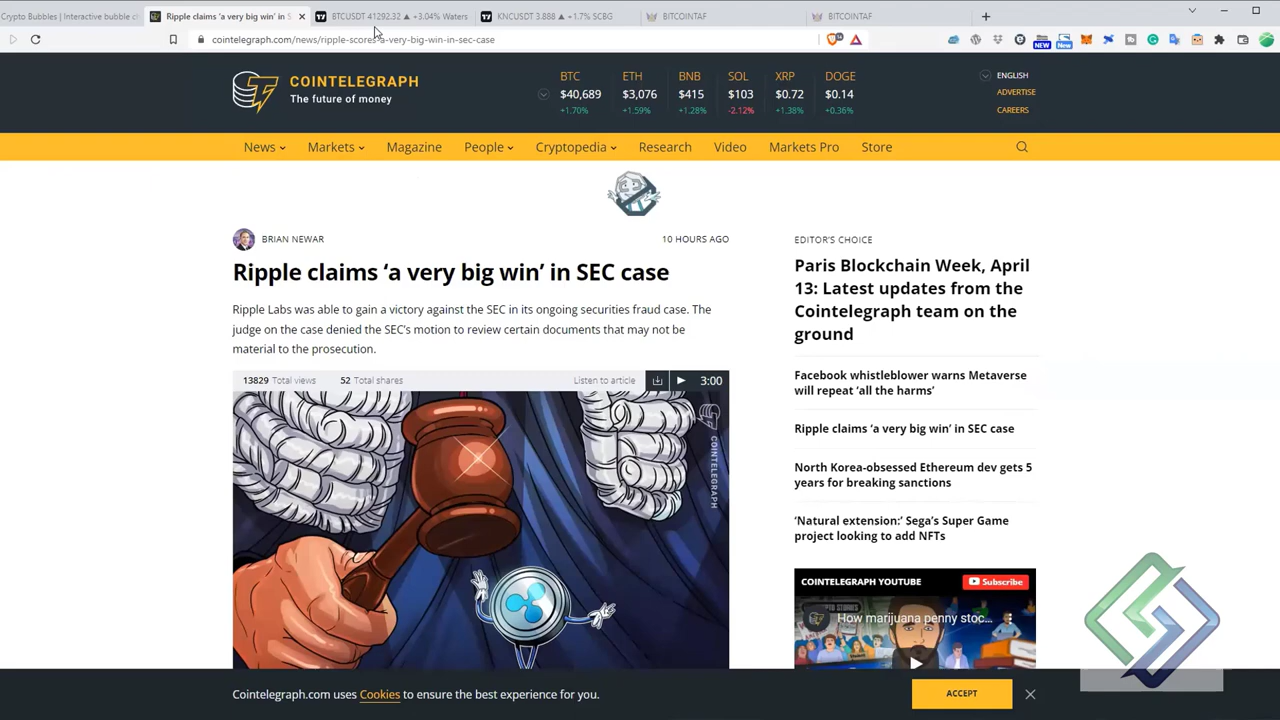 Crypto Bubbles | Interactive bubble c
Ripple claims 'a very big win' in S
BTCUSDT 41292.32 ▲ +3.04% Waters
KNCUSDT 3.888 ▲ +1.7% SCBG
BITCOINTAF
BITCOINTAF
cointelegraph.com/news/ripple-scores-a-very-big-win-in-sec-case
NEW
New
COINTELEGRAPH
The future of money
BTC ETH BNB SOL XRP DOGE
$40,689 $3,076 $415 $103 $0.72 $0.14
+1.70% +1.59% +1.28% -2.12% +1.38% +0.36%
ENGLISH
ADVERTISE
CAREERS
News Markets Magazine People Cryptopedia Research Video Markets Pro Store
BRIAN NEWAR
10 HOURS AGO
Ripple claims ‘a very big win’ in SEC case
Ripple Labs was able to gain a victory against the SEC in its ongoing securities fraud case. The
judge on the case denied the SEC’s motion to review certain documents that may not be
material to the prosecution.
13829 Total views 52 Total shares Listen to article 3:00
COINTELEGRAPH
EDITOR’S CHOICE
Paris Blockchain Week, April
13: Latest updates from the
Cointelegraph team on the
ground
Facebook whistleblower warns Metaverse
will repeat ‘all the harms’
Ripple claims ‘a very big win’ in SEC case
North Korea-obsessed Ethereum dev gets 5
years for breaking sanctions
‘Natural extension:’ Sega’s Super Game
project looking to add NFTs
COINTELEGRAPH YOUTUBE
Subscribe
How marijuana penny stoc...
Cointelegraph.com uses Cookies to ensure the best experience for you.
ACCEPT